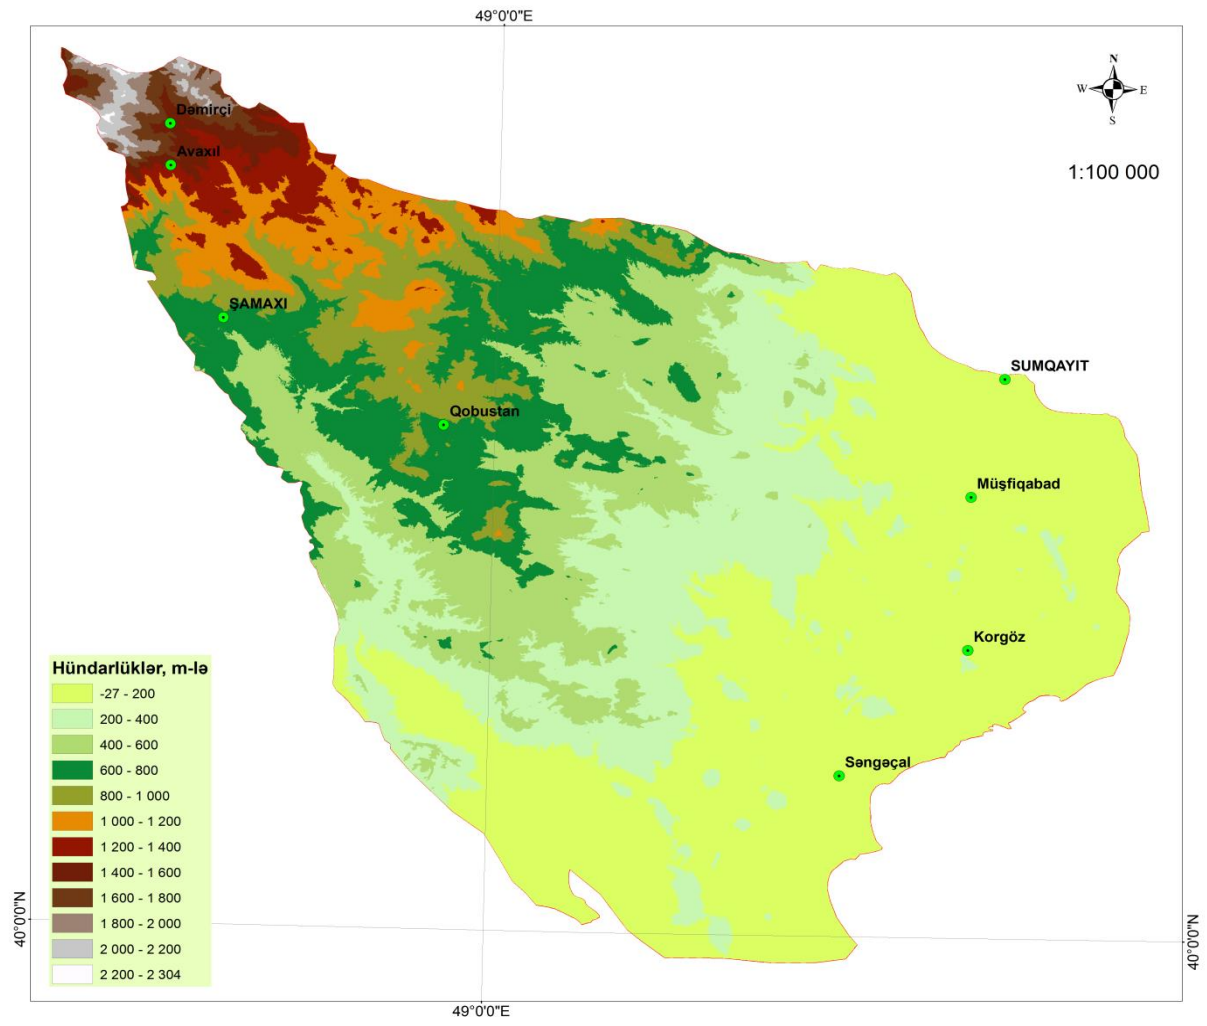 49°0'0"E
N
W E
S
1:100 000
Dəmirçi
Avaxıl
ŞAMAXI
SUMQAYIT
Qobustan
Müşfiqabad
Korgöz
Səngəçal
Hündərlüklər, m-lə
-27 - 200
200 - 400
400 - 600
600 - 800
800 - 1 000
1 000 - 1 200
1 200 - 1 400
1 400 - 1 600
1 600 - 1 800
1 800 - 2 000
2 000 - 2 200
2 200 - 2 304
40°0'0"N
40°0'0"N
49°0'0"E